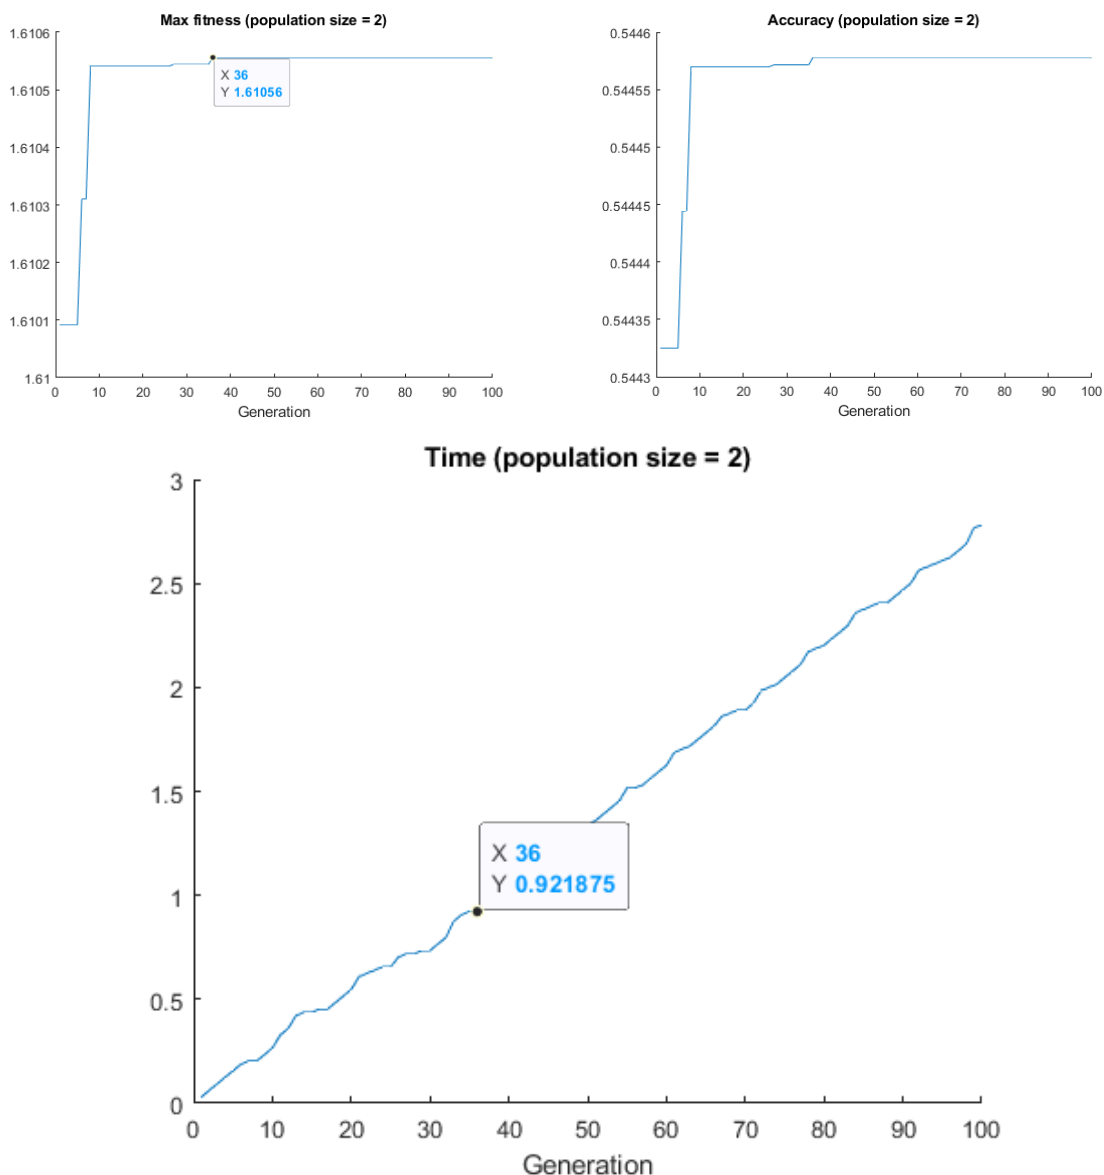 Max fitness (population size = 2)
1.6106
1.6105
1.6104
1.6103
1.6102
1.6101
1.61
X 36
Y 1.61056
0 10 20 30 40 50 60 70 80 90 100
Generation
Accuracy (population size = 2)
0.5446
0.54455
0.5445
0.54445
0.5444
0.54435
0.5443
0 10 20 30 40 50 60 70 80 90 100
Generation
Time (population size = 2)
3
2.5
2
1.5
1
0.5
0
X 36
Y 0.921875
0 10 20 30 40 50 60 70 80 90 100
Generation